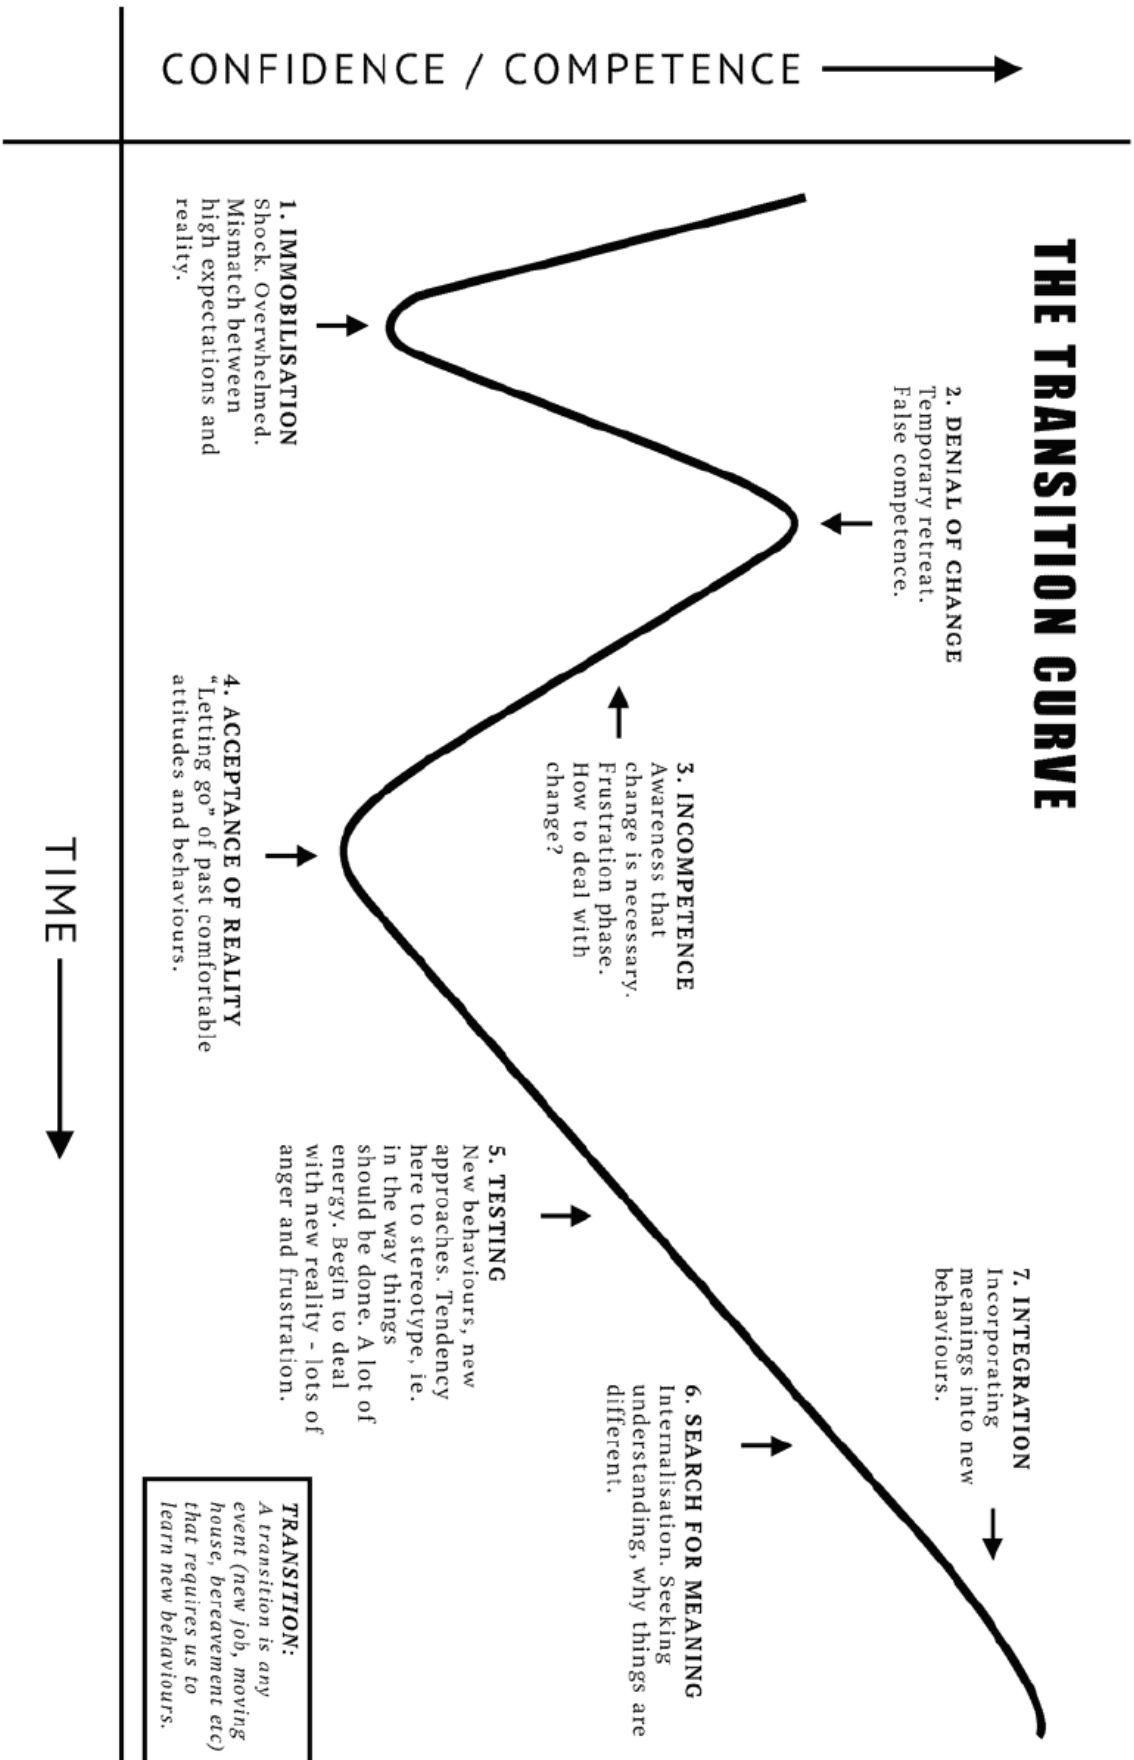 THE TRANSITION CURVE
CONFIDENCE / COMPETENCE
1. IMMOBILISATION
Shock. Overwhelmed.
Mismatch between
high expectations and
reality.
2. DENIAL OF CHANGE
Temporary retreat.
False competence.
3. INCOMPETENCE
Awareness that
change is necessary.
Frustration phase.
How to deal with
change?
4. ACCEPTANCE OF REALITY
“Letting go” of past comfortable
attitudes and behaviours.
5. TESTING
New behaviours, new
approaches. Tendency
here to stereotype, ie.
in the way things
should be done. A lot of
energy. Begin to deal
with new reality - lots of
anger and frustration.
6. SEARCH FOR MEANING
Internalisation. Seeking
understanding, why things are
different.
7. INTEGRATION
Incorporating
meanings into new
behaviours.
TRANSITION:
A transition is any
event (new job, moving
house, bereavement etc)
that requires us to
learn new behaviours.
TIME